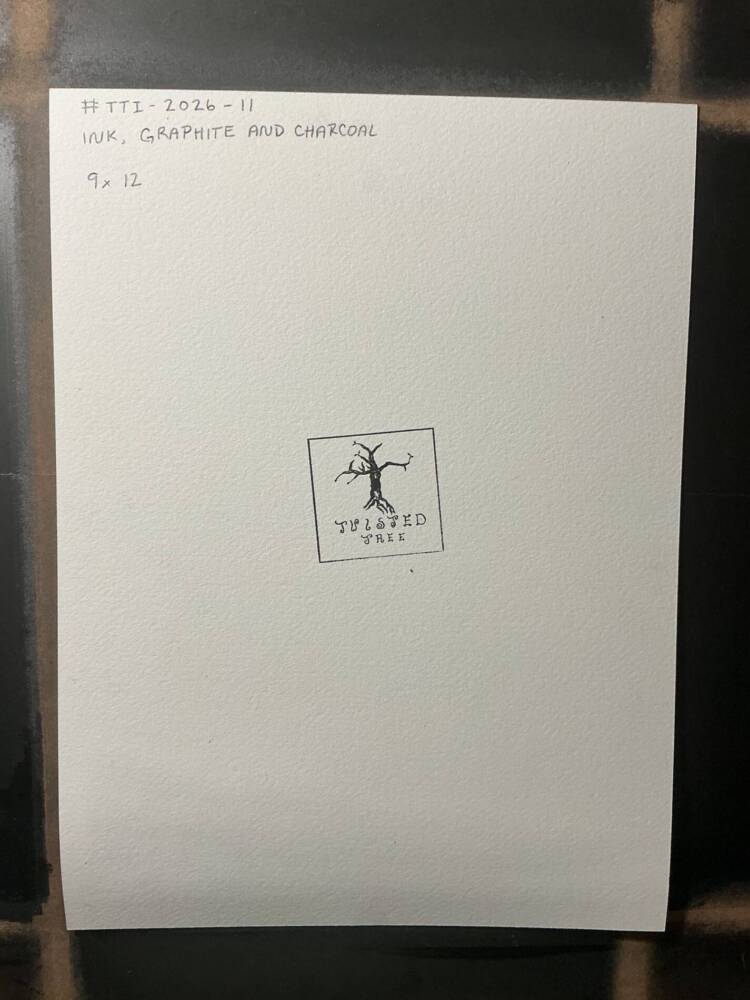 #TTI-2026-11
INK, GRAPHITE AND CHARCOAL
9x 12
TWISTED
TREE